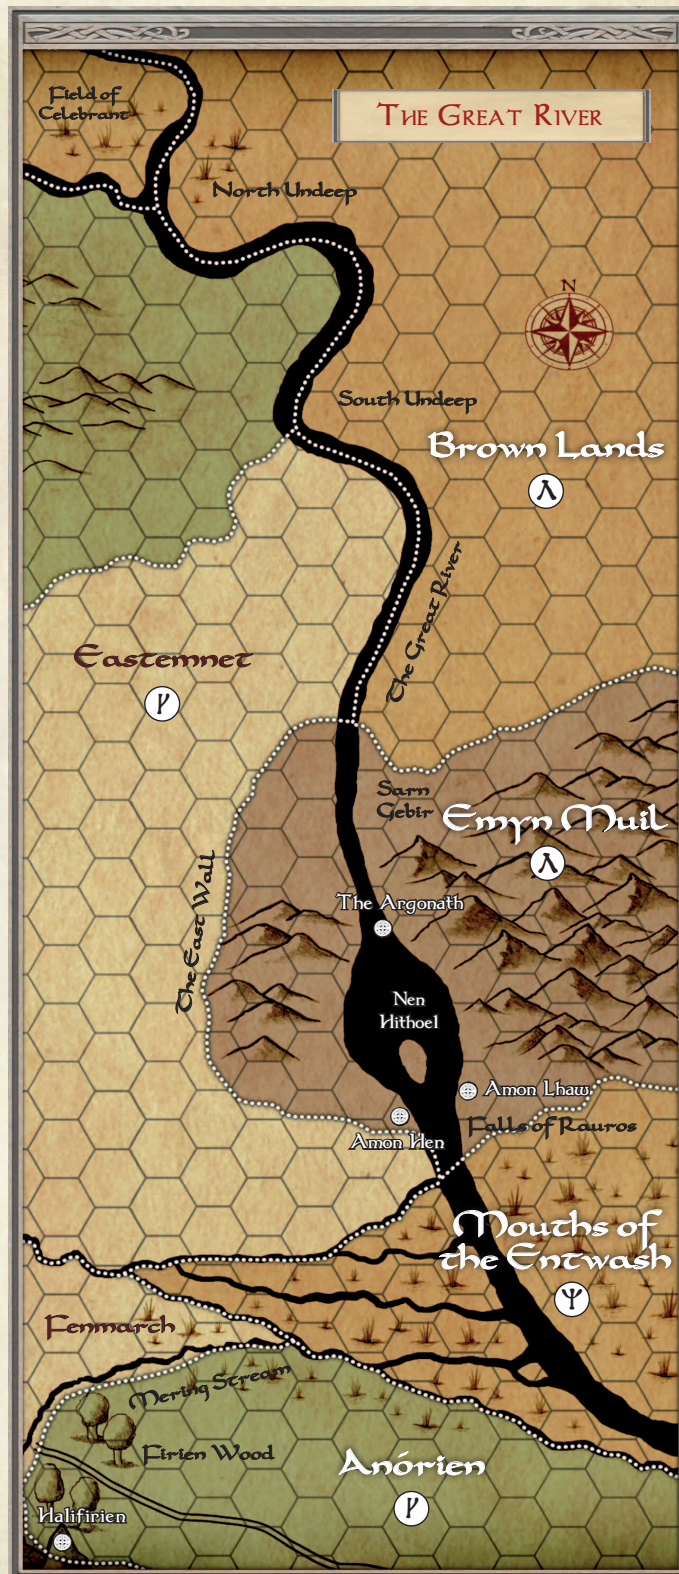 Field of
Celebrant
The Great River
North Undeep
N
South Undeep
Brown Lands
The Great River
Eastemnet
Sarn
Gebir
Emyn Muil
The East Wall
The Argonath
Nen
Hithoel
Amon Lhaw
Falls of Rauros
Amon Hen
Mouths of
the Entwash
Fenmarch
Mering Stream
Firien Wood
Anórien
Halifirien